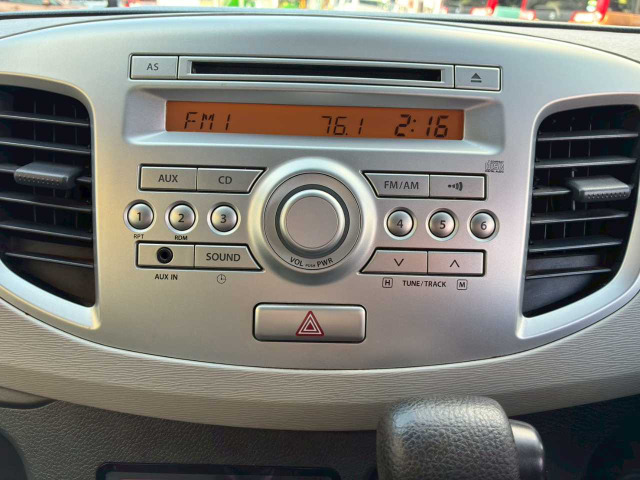 AS
FM1 76.1 2:16
AUX CD FM/AM
1 2 3 4 5 6
RPT RDM
SOUND
VOL PUSH PWR
AUX IN H TUNE/TRACK M